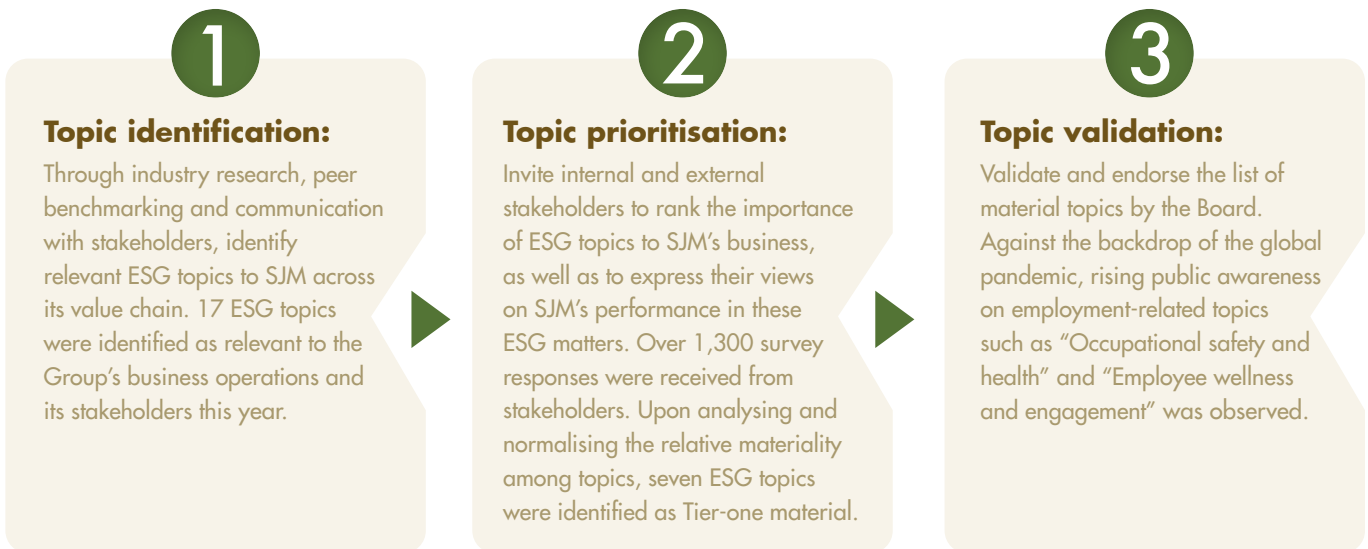 1
Topic identification:
Through industry research, peer
benchmarking and communication
with stakeholders, identify
relevant ESG topics to SJM across
its value chain. 17 ESG topics
were identified as relevant to the
Group’s business operations and
its stakeholders this year.
2
Topic prioritisation:
Invite internal and external
stakeholders to rank the importance
of ESG topics to SJM’s business,
as well as to express their views
on SJM’s performance in these
ESG matters. Over 1,300 survey
responses were received from
stakeholders. Upon analysing and
normalising the relative materiality
among topics, seven ESG topics
were identified as Tier-one material.
3
Topic validation:
Validate and endorse the list of
material topics by the Board.
Against the backdrop of the global
pandemic, rising public awareness
on employment-related topics
such as “Occupational safety and
health” and “Employee wellness
and engagement” was observed.